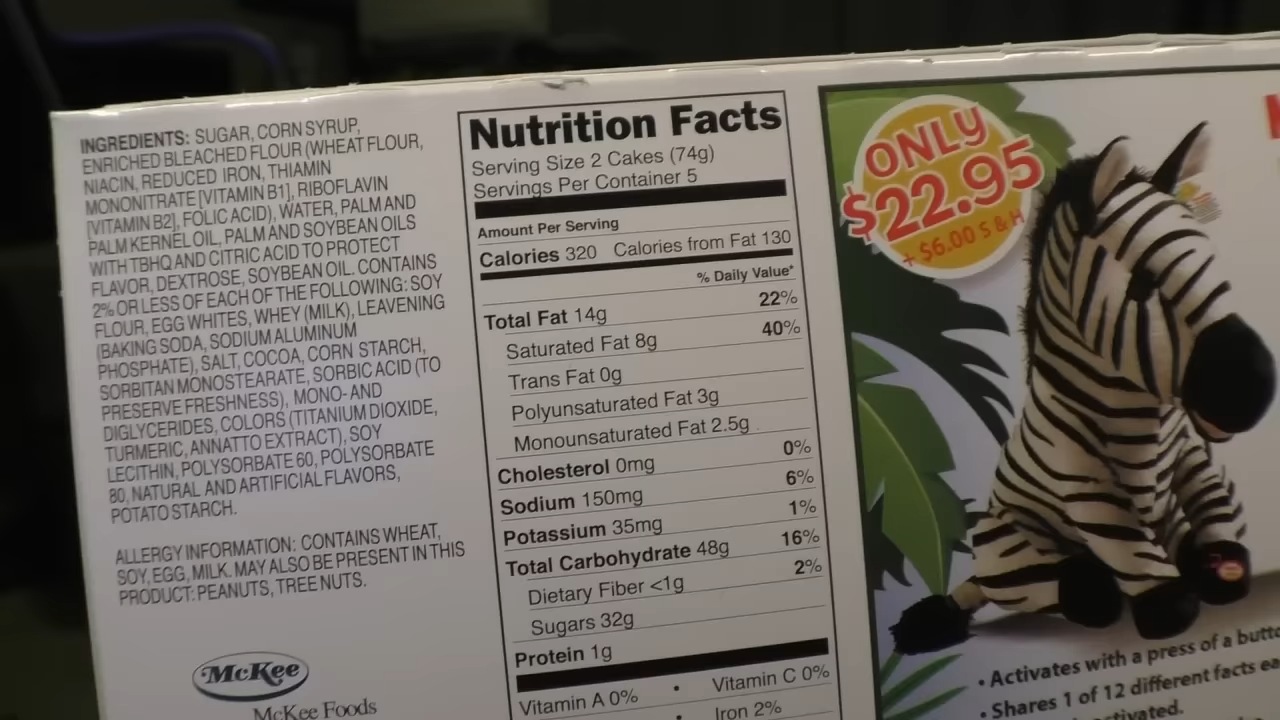 INGREDIENTS: SUGAR, CORN SYRUP,
ENRICHED BLEACHED FLOUR (WHEAT FLOUR,
NIACIN, REDUCED IRON, THIAMIN
MONONITRATE [VITAMIN B1], RIBOFLAVIN
[VITAMIN B2], FOLIC ACID), WATER, PALM AND
PALM KERNEL OIL, PALM AND SOYBEAN OILS
WITH TBHQ AND CITRIC ACID TO PROTECT
FLAVOR, DEXTROSE, SOYBEAN OIL. CONTAINS
2% OR LESS OF EACH OF THE FOLLOWING: SOY
FLOUR, EGG WHITES, WHEY (MILK), LEAVENING
(BAKING SODA, SODIUM ALUMINUM
PHOSPHATE), SALT, COCOA, CORN STARCH,
SORBITAN MONOSTEARATE, SORBIC ACID (TO
PRESERVE FRESHNESS), MONO- AND
DIGLYCERIDES, COLORS (TITANIUM DIOXIDE,
TURMERIC, ANNATTO EXTRACT), SOY
LECITHIN, POLYSORBATE 60, POLYSORBATE
80, NATURAL AND ARTIFICIAL FLAVORS,
POTATO STARCH.
ALLERGY INFORMATION: CONTAINS WHEAT,
SOY, EGG, MILK. MAY ALSO BE PRESENT IN THIS
PRODUCT: PEANUTS, TREE NUTS.
McKee
McKee Foods
Nutrition Facts
Serving Size 2 Cakes (74g)
Servings Per Container 5
Amount Per Serving
Calories 320 Calories from Fat 130
% Daily Value*
Total Fat 14g 22%
Saturated Fat 8g 40%
Trans Fat 0g
Polyunsaturated Fat 3g
Monounsaturated Fat 2.5g
Cholesterol 0mg 0%
Sodium 150mg 6%
Potassium 35mg 1%
Total Carbohydrate 48g 16%
Dietary Fiber <1g 2%
Sugars 32g
Protein 1g
Vitamin A 0% • Vitamin C 0%
• Iron 2%
ONLY
$22.95
+ $6.00 S & H
• Activates with a press of a butto
• Shares 1 of 12 different facts ea